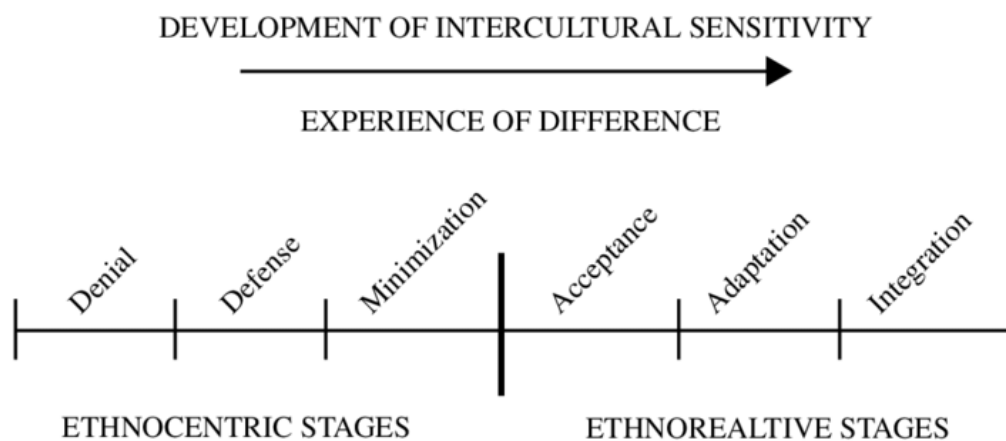 DEVELOPMENT OF INTERCULTURAL SENSITIVITY
EXPERIENCE OF DIFFERENCE
Denial
Defense
Minimization
Acceptance
Adaptation
Integration
ETHNOCENTRIC STAGES
ETHNOREALTIVE STAGES